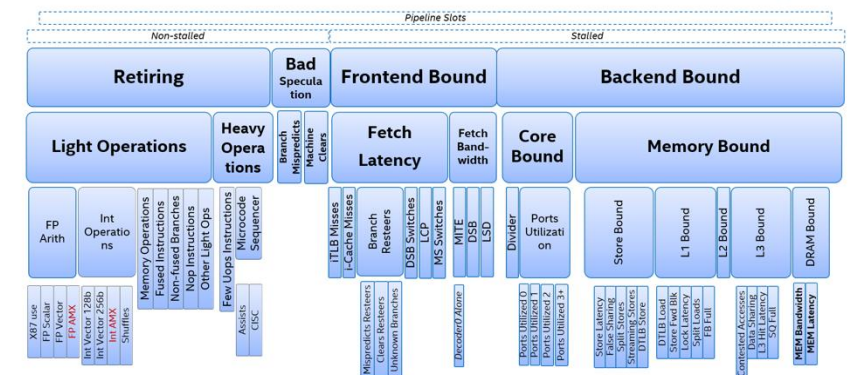 Pipeline Slots
Non-stalled
Stalled
Retiring
Bad
Specula
tion
Frontend Bound
Backend Bound
Light Operations
Heavy
Opera
tions
Branch
Mispredicts
Machine
Clears
Fetch
Latency
Fetch
Band-
width
Core
Bound
Memory Bound
FP
Arith
Int
Operatio
ns
Memory Operations
Fused Instructions
Non-fused Branches
Nop Instructions
Other Light Ops
Few Uops Instructions
Microcode
Sequencer
iTLB Misses
i-Cache Misses
Branch
Resteers
DSB Switches
LCP
MS Switches
MITE
DSB
LSD
Divider
Ports
Utilizati
on
Store Bound
L1 Bound
L2 Bound
L3 Bound
DRAM Bound
X87 use
FP Scalar
FP Vector
FP AMX
Int Vector 128b
Int Vector 256b
Int AMX
Shuffles
Assists
CISC
Mispredicts Resteers
Clears Resteers
Unknown Branches
Decoder0 Alone
Ports Utilized 0
Ports Utilized 1
Ports Utilized 2
Ports Utilized 3+
Store Latency
False Sharing
Split Stores
Streaming Stores
DTLB Store
DTLB Load
Store Fwd Blk
Lock Latency
Split Loads
FB Full
Contested Accesses
Data Sharing
L3 Hit Latency
SQ Full
MEM Bandwidth
MEM Latency